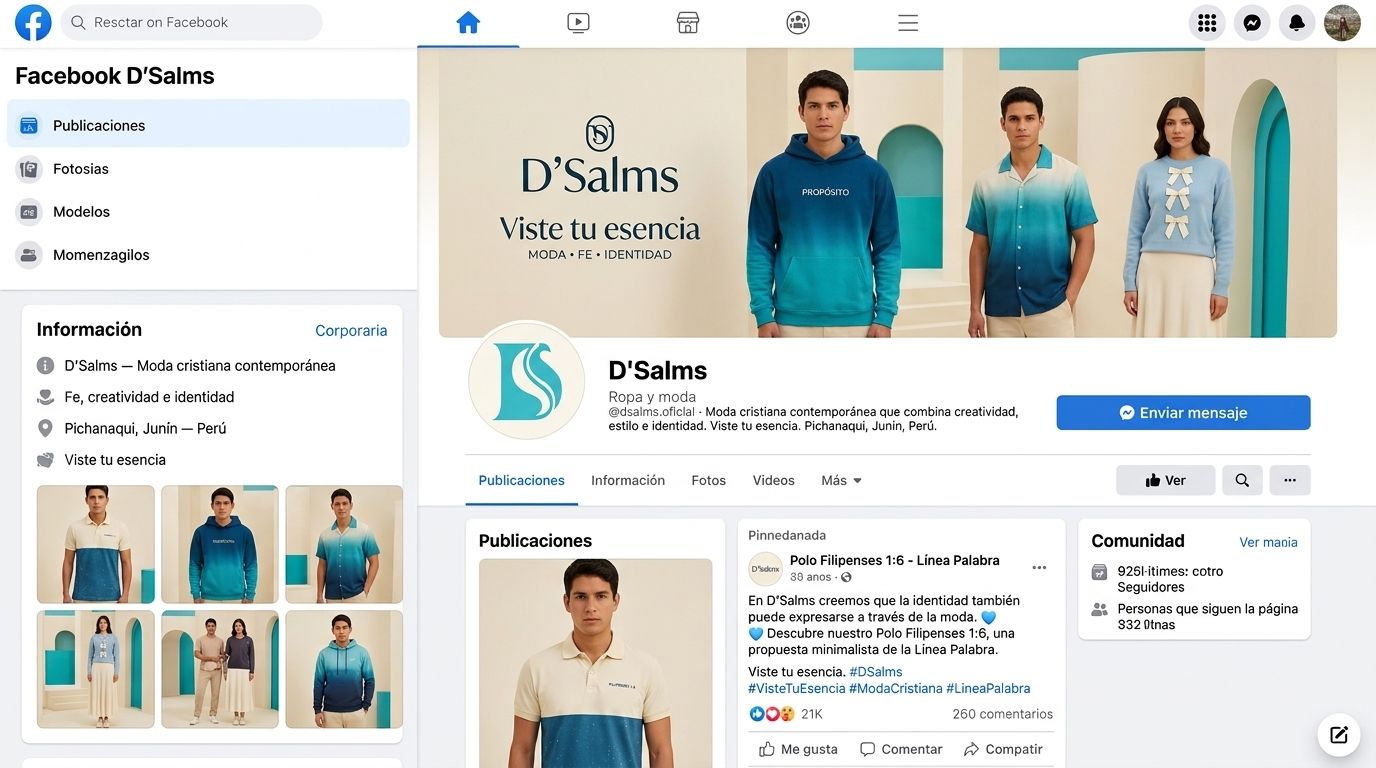 Resctar on Facebook
Facebook D'Salms
Publicaciones
Fotosias
Modelos
Momenzagilos
Información
Corporaria
D'Salms — Moda cristiana contemporánea
Fe, creatividad e identidad
Pichanaqui, Junín — Perú
Viste tu esencia
D'Salms
Viste tu esencia
MODA • FE • IDENTIDAD
PROPÓSITO
D'Salms
Ropa y moda
@dsalms.oficlal · Moda cristiana contemporánea que combina creatividad,
estilo e identidad. Viste tu esencia. Pichanaqui, Junin, Perú.
Enviar mensaje
Publicaciones
Información
Fotos
Videos
Más
Ver
Publicaciones
Pinnedanada
Polo Filipenses 1:6 - Línea Palabra
30 anos ·
En D'Salms creemos que la identidad también
puede expresarse a través de la moda. 💙
💙 Descubre nuestro Polo Filipenses 1:6, una
propuesta minimalista de la Línea Palabra.
Viste tu esencia. #DSalms
#VisteTuEsencia #ModaCristiana #LineaPalabra
21K
260 comentarios
Me gusta
Comentar
Compatir
Comunidad
Ver mapia
926l·itimes: cotro
Seguidores
Personas que siguen la página
332 0tnas